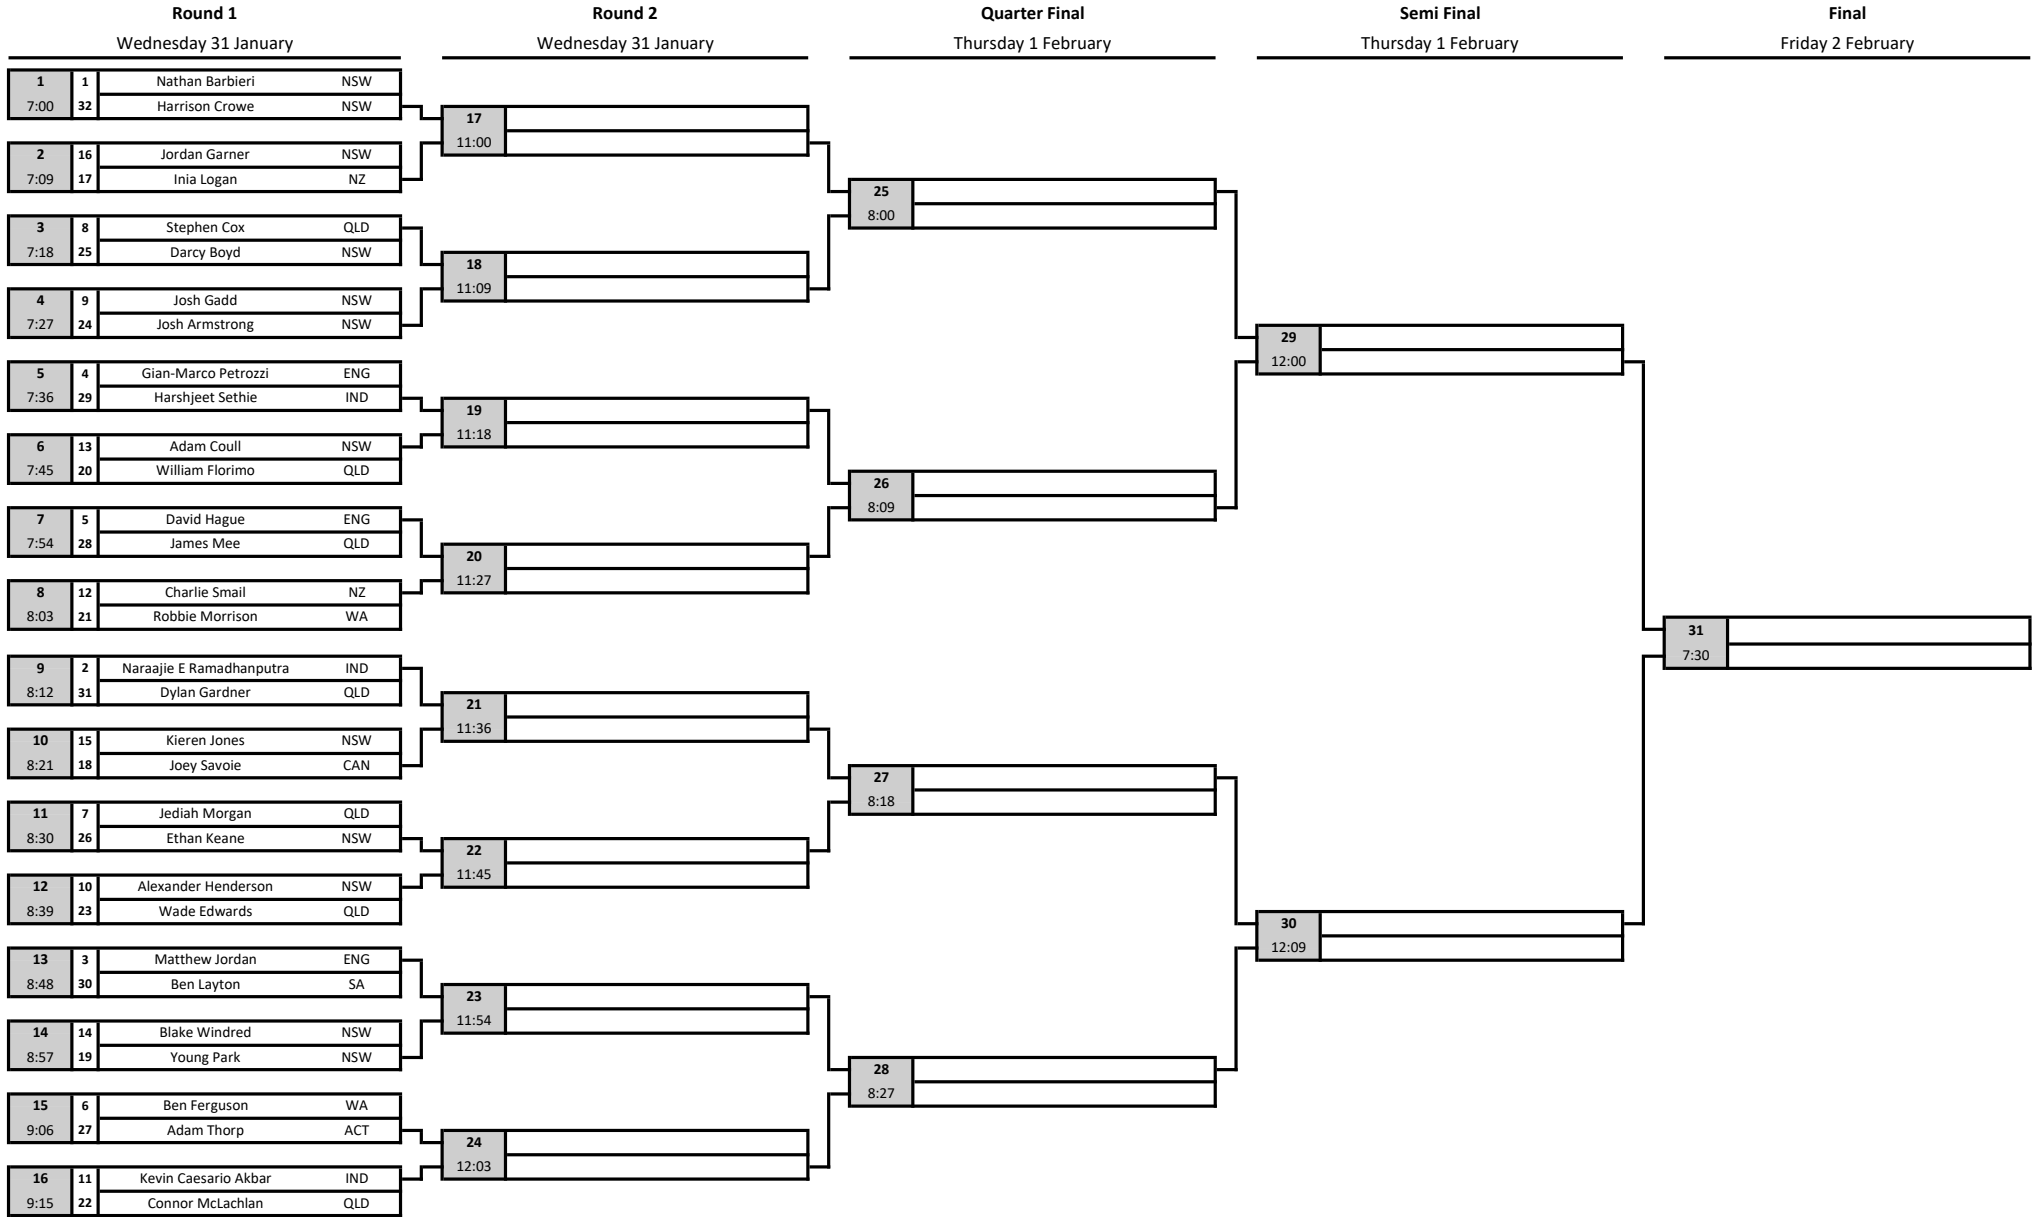 Round 1 Round 2 Quarter Final Semi Final Final
Wednesday 31 January Wednesday 31 January Thursday 1 February Thursday 1 February Friday 2 February
1 1 Nathan Barbieri NSW
7:00 32 Harrison Crowe NSW
17
11:00
2 16 Jordan Garner NSW
7:09 17 Inia Logan NZ
25
8:00
3 8 Stephen Cox QLD
7:18 25 Darcy Boyd NSW
18
11:09
4 9 Josh Gadd NSW
7:27 24 Josh Armstrong NSW
29
12:00
5 4 Gian-Marco Petrozzi ENG
7:36 29 Harshjeet Sethie IND
19
11:18
6 13 Adam Coull NSW
7:45 20 William Florimo QLD
26
8:09
7 5 David Hague ENG
7:54 28 James Mee QLD
20
11:27
8 12 Charlie Smail NZ
8:03 21 Robbie Morrison WA
31
7:30
9 2 Naraajie E Ramadhanputra IND
8:12 31 Dylan Gardner QLD
21
11:36
10 15 Kieren Jones NSW
8:21 18 Joey Savoie CAN
27
8:18
11 7 Jediah Morgan QLD
8:30 26 Ethan Keane NSW
22
11:45
12 10 Alexander Henderson NSW
8:39 23 Wade Edwards QLD
30
12:09
13 3 Matthew Jordan ENG
8:48 30 Ben Layton SA
23
11:54
14 14 Blake Windred NSW
8:57 19 Young Park NSW
28
8:27
15 6 Ben Ferguson WA
9:06 27 Adam Thorp ACT
24
12:03
16 11 Kevin Caesario Akbar IND
9:15 22 Connor McLachlan QLD